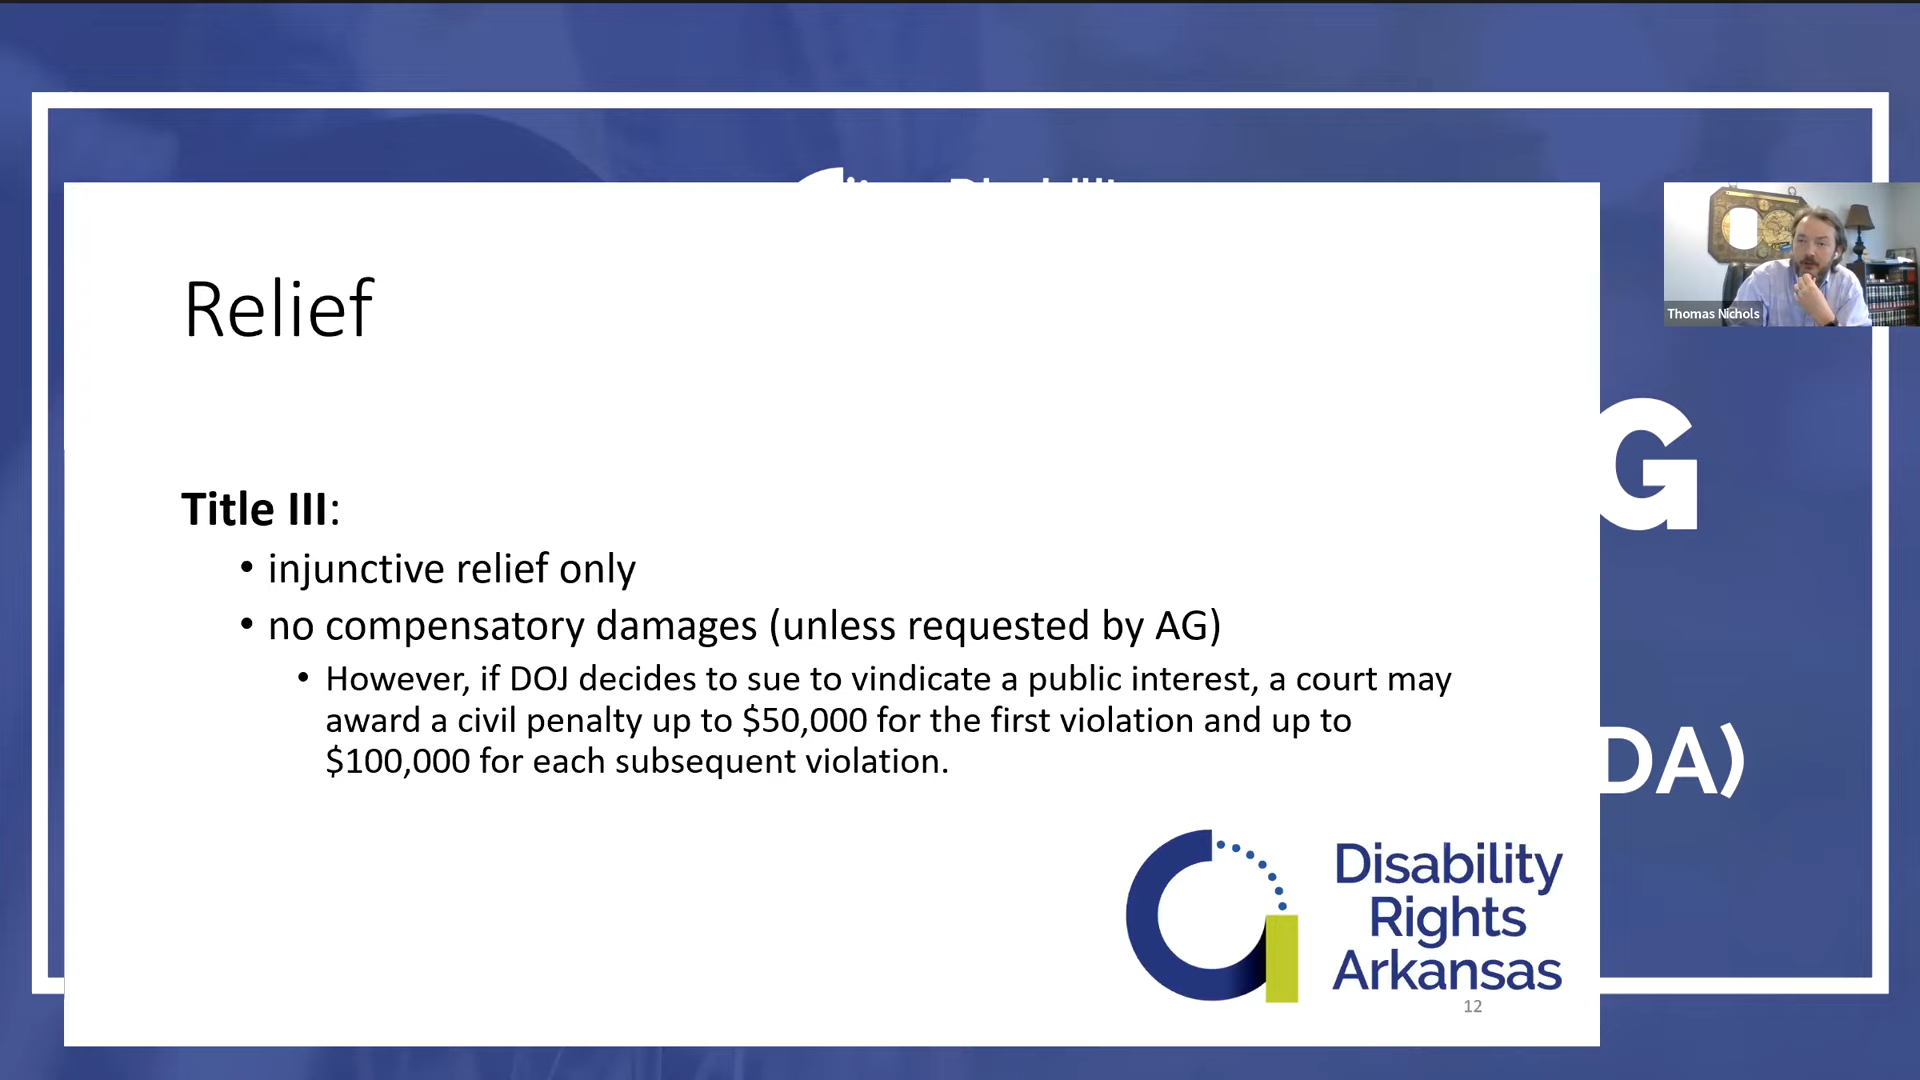 Relief
Thomas Nichols
G
Title III:
• injunctive relief only
• no compensatory damages (unless requested by AG)
• However, if DOJ decides to sue to vindicate a public interest, a court may
award a civil penalty up to $50,000 for the first violation and up to
$100,000 for each subsequent violation.
DA)
Disability
Rights
Arkansas
12